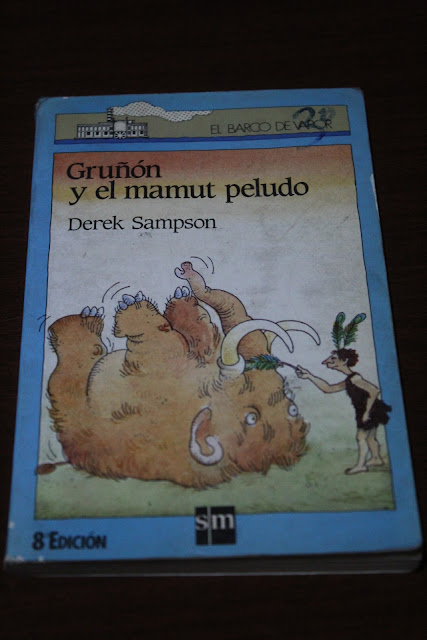 EL BARCO DE VAPOR
Gruñón
y el mamut peludo
Derek Sampson
sm
8ª EDICIÓN